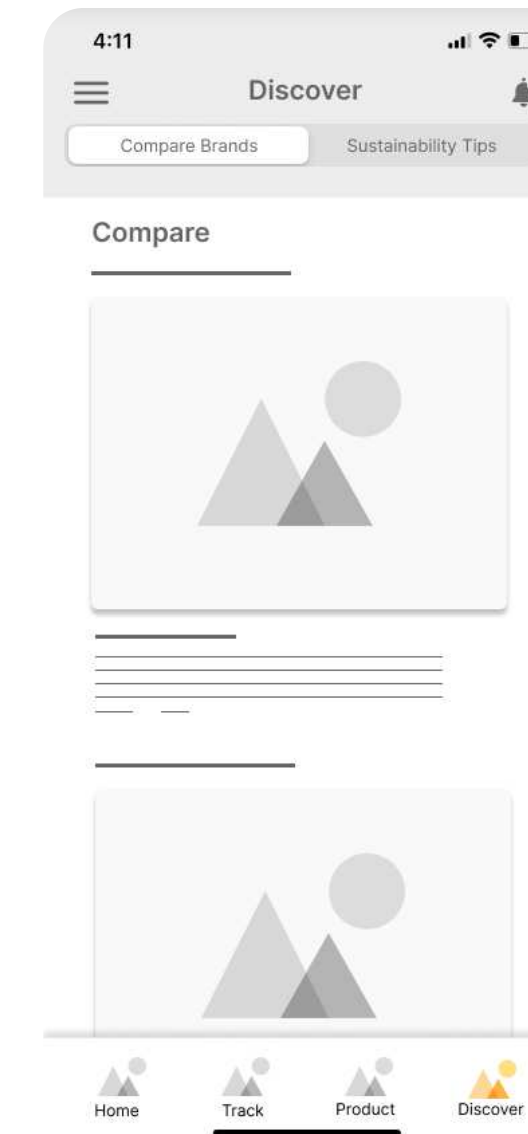 4:11
Discover
Compare Brands Sustainability Tips
Compare
Home Track Product Discover